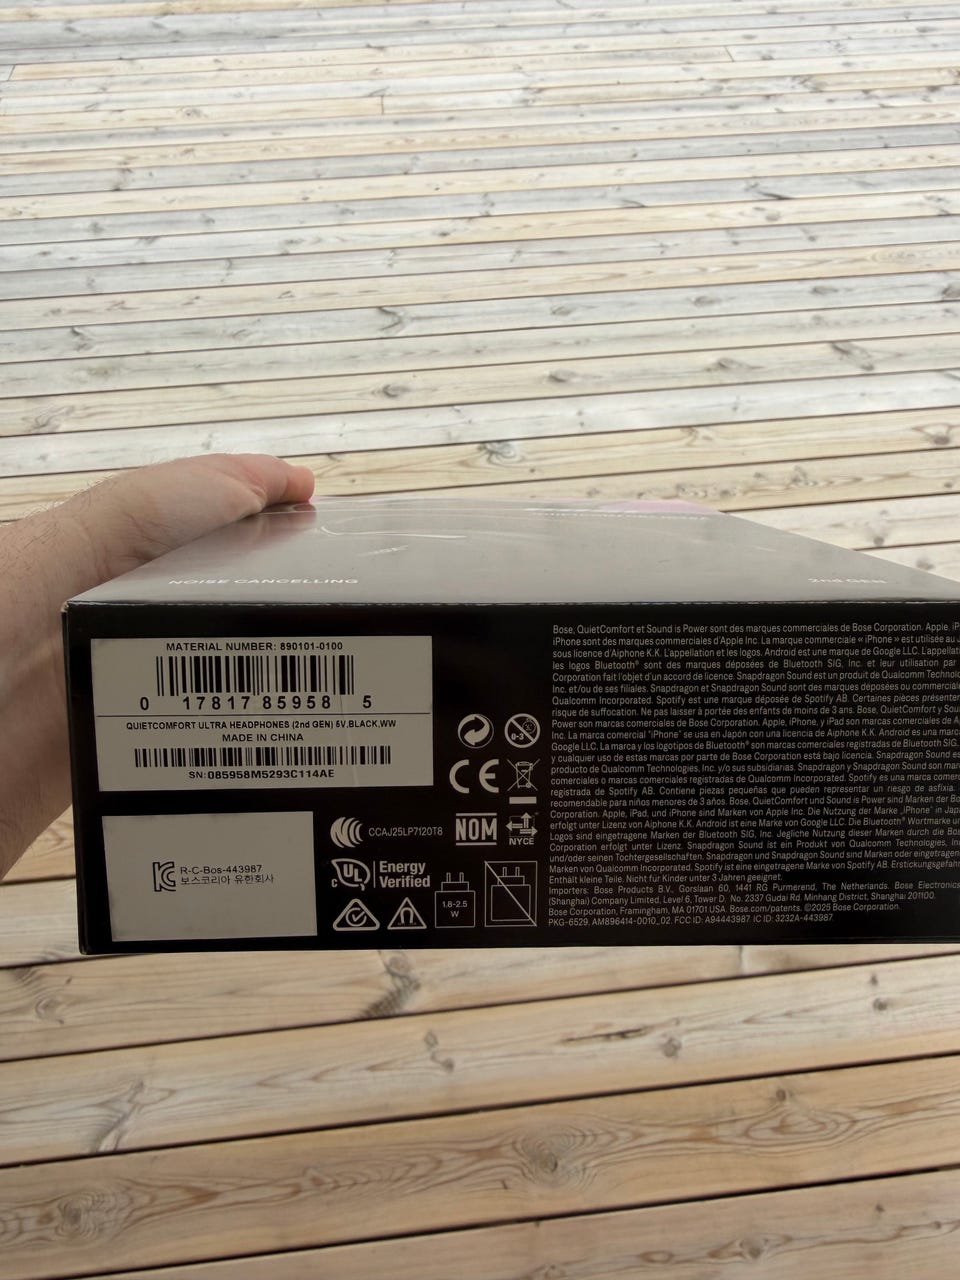 NOISE CANCELLING
2nd GEN
MATERIAL NUMBER: 890101-0100
0 17817 85958 5
QUIETCOMFORT ULTRA HEADPHONES (2nd GEN) 5V,BLACK,WW
MADE IN CHINA
SN:085958M5293C114AE
R-C-Bos-443987
보스코리아 유한회사
0-3
CE
CCAJ25LP7120T8
NOM
NYCE
c UL
Energy
Verified
1.8-2.5
W
Bose, QuietComfort et Sound is Power sont des marques commerciales de Bose Corporation. Apple,
iPhone sont des marques commerciales d'Apple Inc. La marque commerciale « iPhone » est utilisée au
sous licence d'Aiphone K.K. L'appellation et les logos. Android est une marque de Google LLC.
les logos Bluetooth® sont des marques déposées de Bluetooth SIG, Inc. et leur utilisation par
Corporation fait l'objet d'un accord de licence. Snapdragon Sound est un produit de Qualcomm
Inc. et/ou de ses filiales. Snapdragon et Snapdragon Sound sont des marques déposées ou
Qualcomm Incorporated. Spotify est une marque déposée de Spotify AB. Certaines pièces
risque de suffocation. Ne pas laisser à portée des enfants de moins de 3 ans. Bose, QuietComfort y
Power son marcas comerciales de Bose Corporation. Apple, iPhone, y iPad son marcas comerciales de
Inc. La marca comercial "iPhone" se usa en Japón con una licencia de Aiphone K.K. Android es una
Google LLC. La marca y los logotipos de Bluetooth® son marcas comerciales registradas de Bluetooth SIG,
y cualquier uso de estas marcas por parte de Bose Corporation está bajo licencia. Snapdragon Sound
producto de Qualcomm Technologies, Inc. y/o sus subsidiarias. Snapdragon y Snapdragon Sound son
comerciales o marcas comerciales registradas de Qualcomm Incorporated. Spotify es una marca
registrada de Spotify AB. Contiene piezas pequeñas que pueden representar un riesgo de asfixia.
recomendable para niños menores de 3 años. Bose, QuietComfort und Sound is Power sind Marken der
Corporation. Apple, iPad, und iPhone sind Marken von Apple Inc. Die Nutzung der Marke „iPhone" in
erfolgt unter Lizenz von Aiphone K.K. Android ist eine Marke von Google LLC. Die Bluetooth® Wortmarke
Logos sind eingetragene Marken der Bluetooth SIG, Inc. Jegliche Nutzung dieser Marken durch die
Corporation erfolgt unter Lizenz. Snapdragon Sound ist ein Produkt von Qualcomm Technologies,
und/oder seinen Tochtergesellschaften. Snapdragon und Snapdragon Sound sind Marken oder
Marken von Qualcomm Incorporated. Spotify ist eine eingetragene Marke von Spotify AB.
Enthält kleine Teile. Nicht für Kinder unter 3 Jahren geeignet.
Importers: Bose Products B.V., Gorslaan 60, 1441 RG Purmerend, The Netherlands. Bose Electronics
(Shanghai) Company Limited, Level 6, Tower D, No. 2337 Gudai Rd. Minhang District, Shanghai 201100.
Bose Corporation, Framingham, MA 01701 USA. Bose.com/patents. ©2025 Bose Corporation.
PKG-6529, AM896414-0010_02. FCC ID: A94443987 IC ID: 3232A-443987